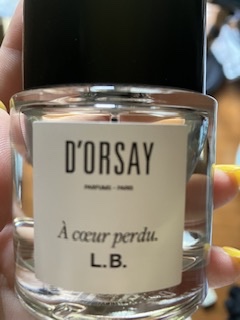 D'ORSAY
PARFUMS - PARIS
À cœur perdu.
L.B.